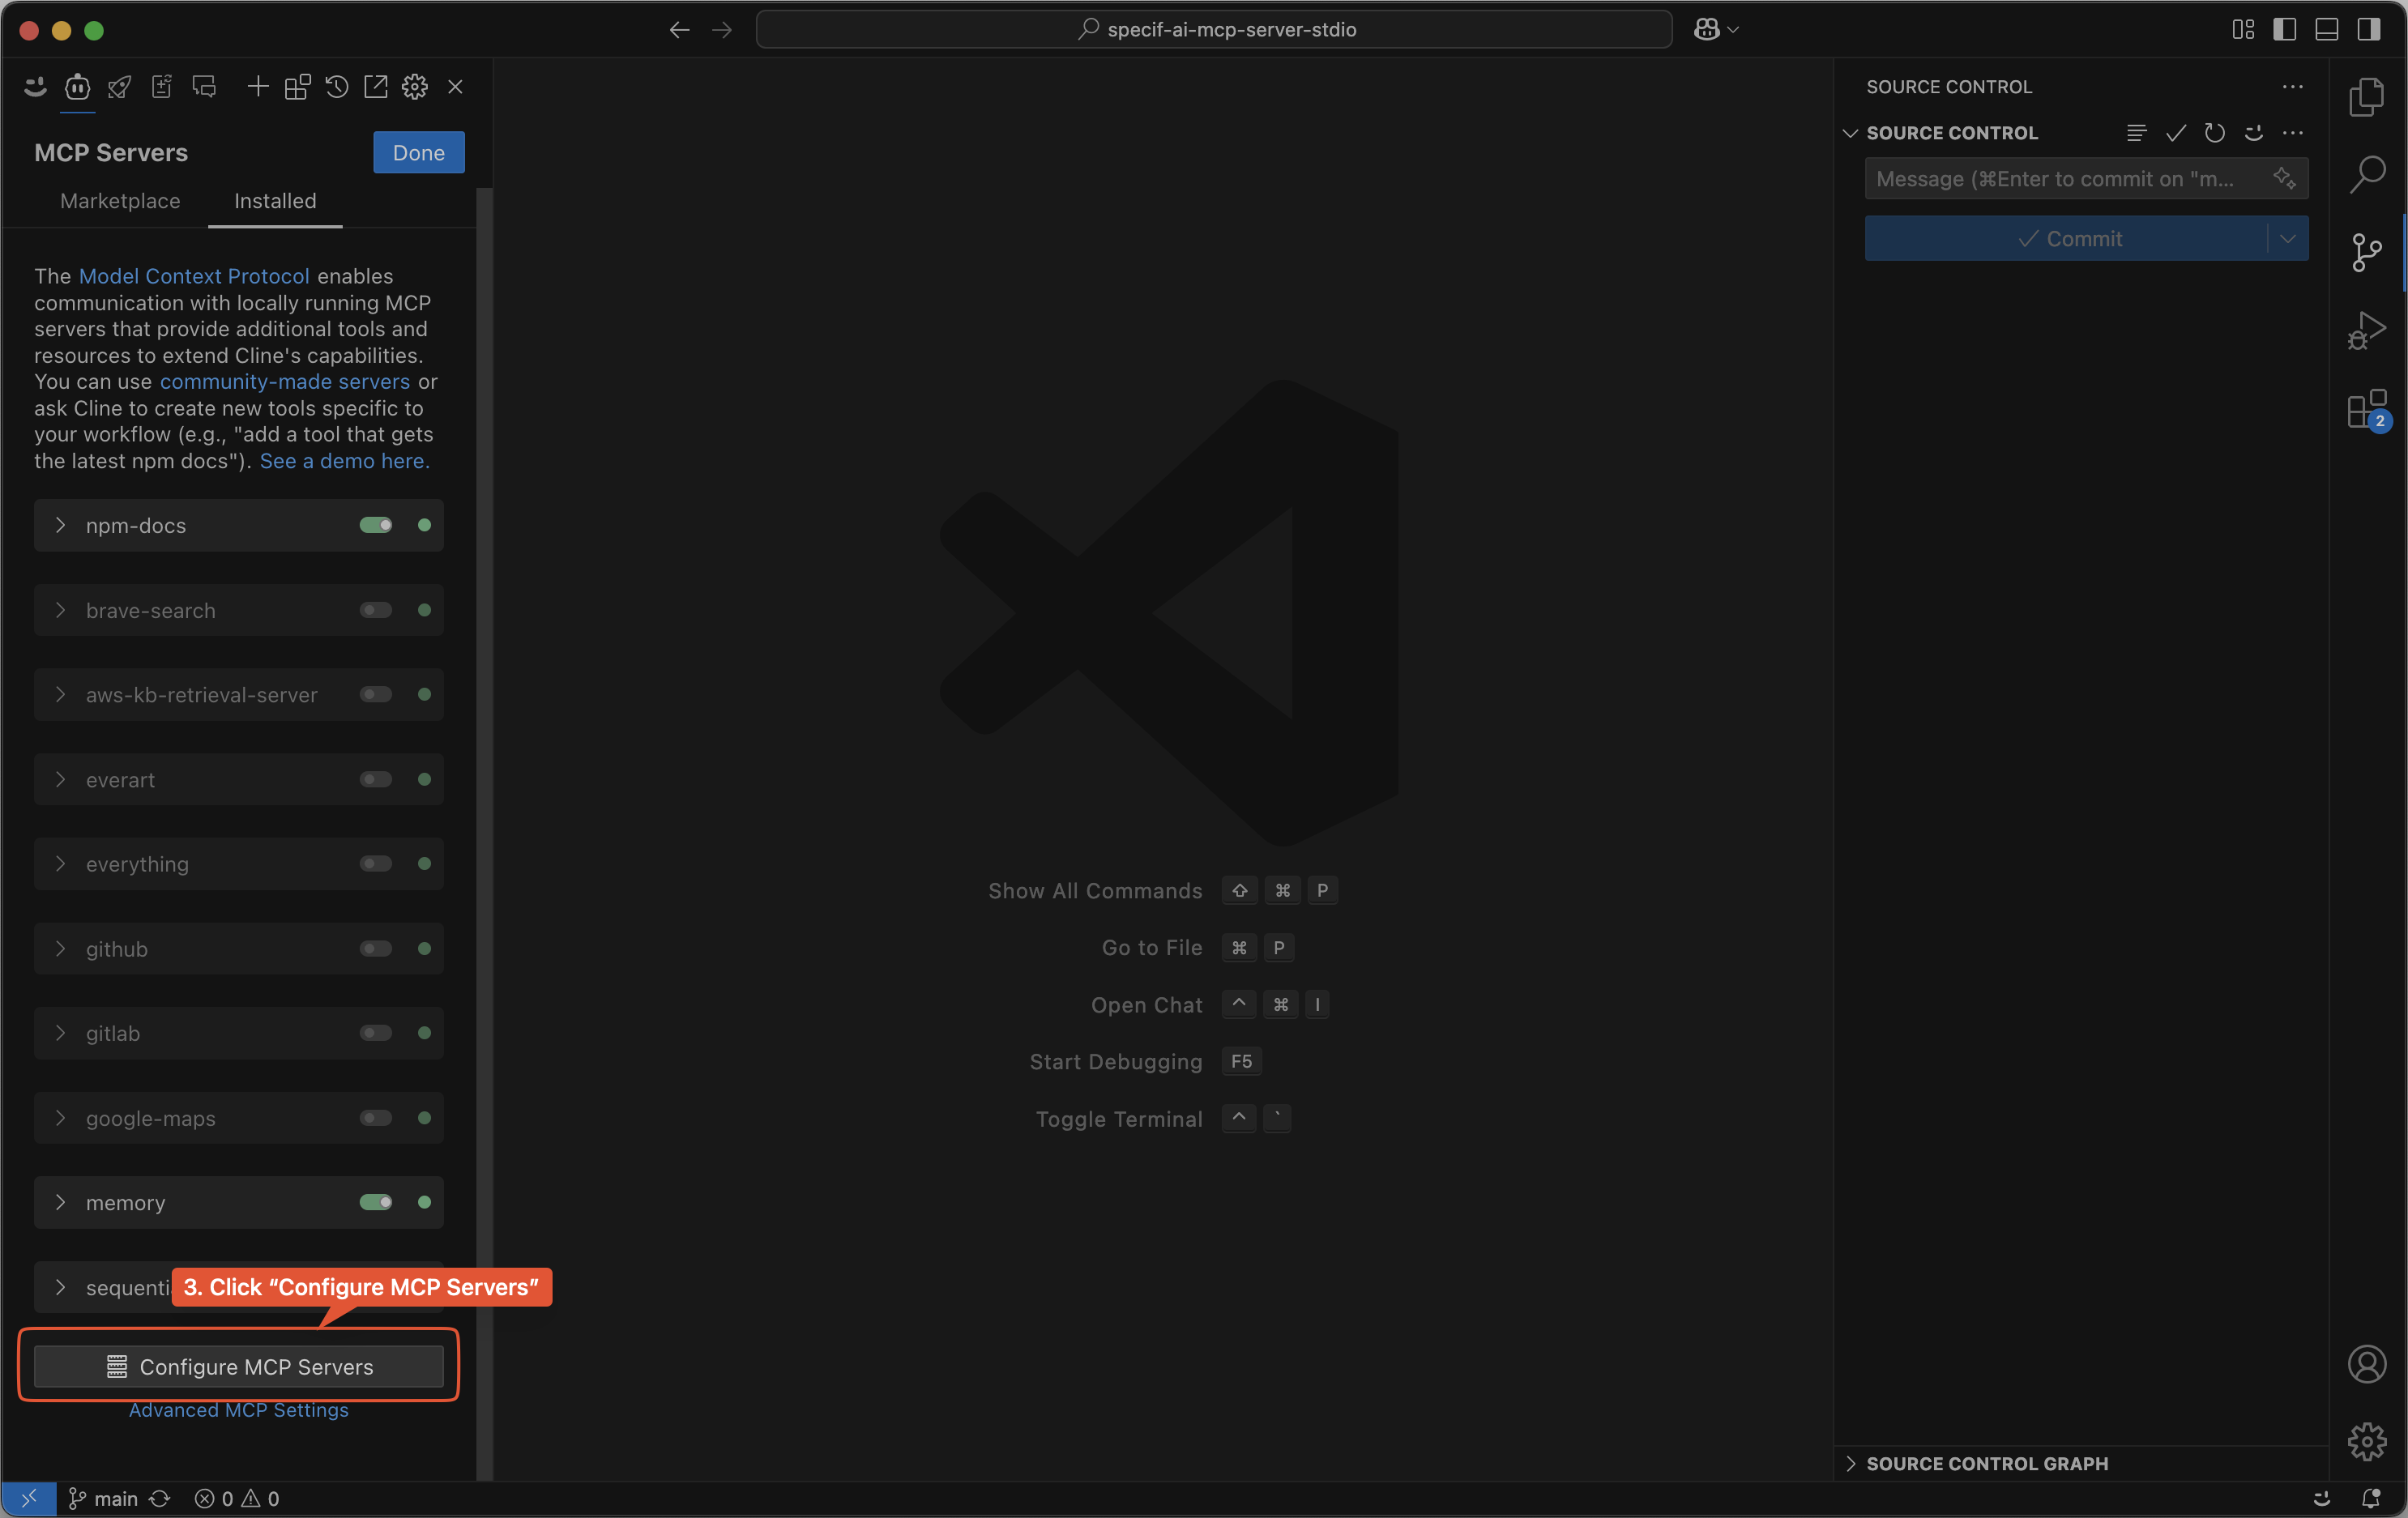 specif-ai-mcp-server-stdio
MCP Servers
Done
Marketplace
Installed
The Model Context Protocol enables
communication with locally running MCP
servers that provide additional tools and
resources to extend Cline's capabilities.
You can use community-made servers or
ask Cline to create new tools specific to
your workflow (e.g., "add a tool that gets
the latest npm docs"). See a demo here.
npm-docs
brave-search
aws-kb-retrieval-server
everart
everything
github
gitlab
google-maps
memory
sequenti
3. Click “Configure MCP Servers”
Configure MCP Servers
Advanced MCP Settings
Show All Commands ⇧ ⌘ P
Go to File ⌘ P
Open Chat ^ ⌘ I
Start Debugging F5
Toggle Terminal ^ `
SOURCE CONTROL
SOURCE CONTROL
Message (⌘Enter to commit on "m...
Commit
2
SOURCE CONTROL GRAPH
main
0
0